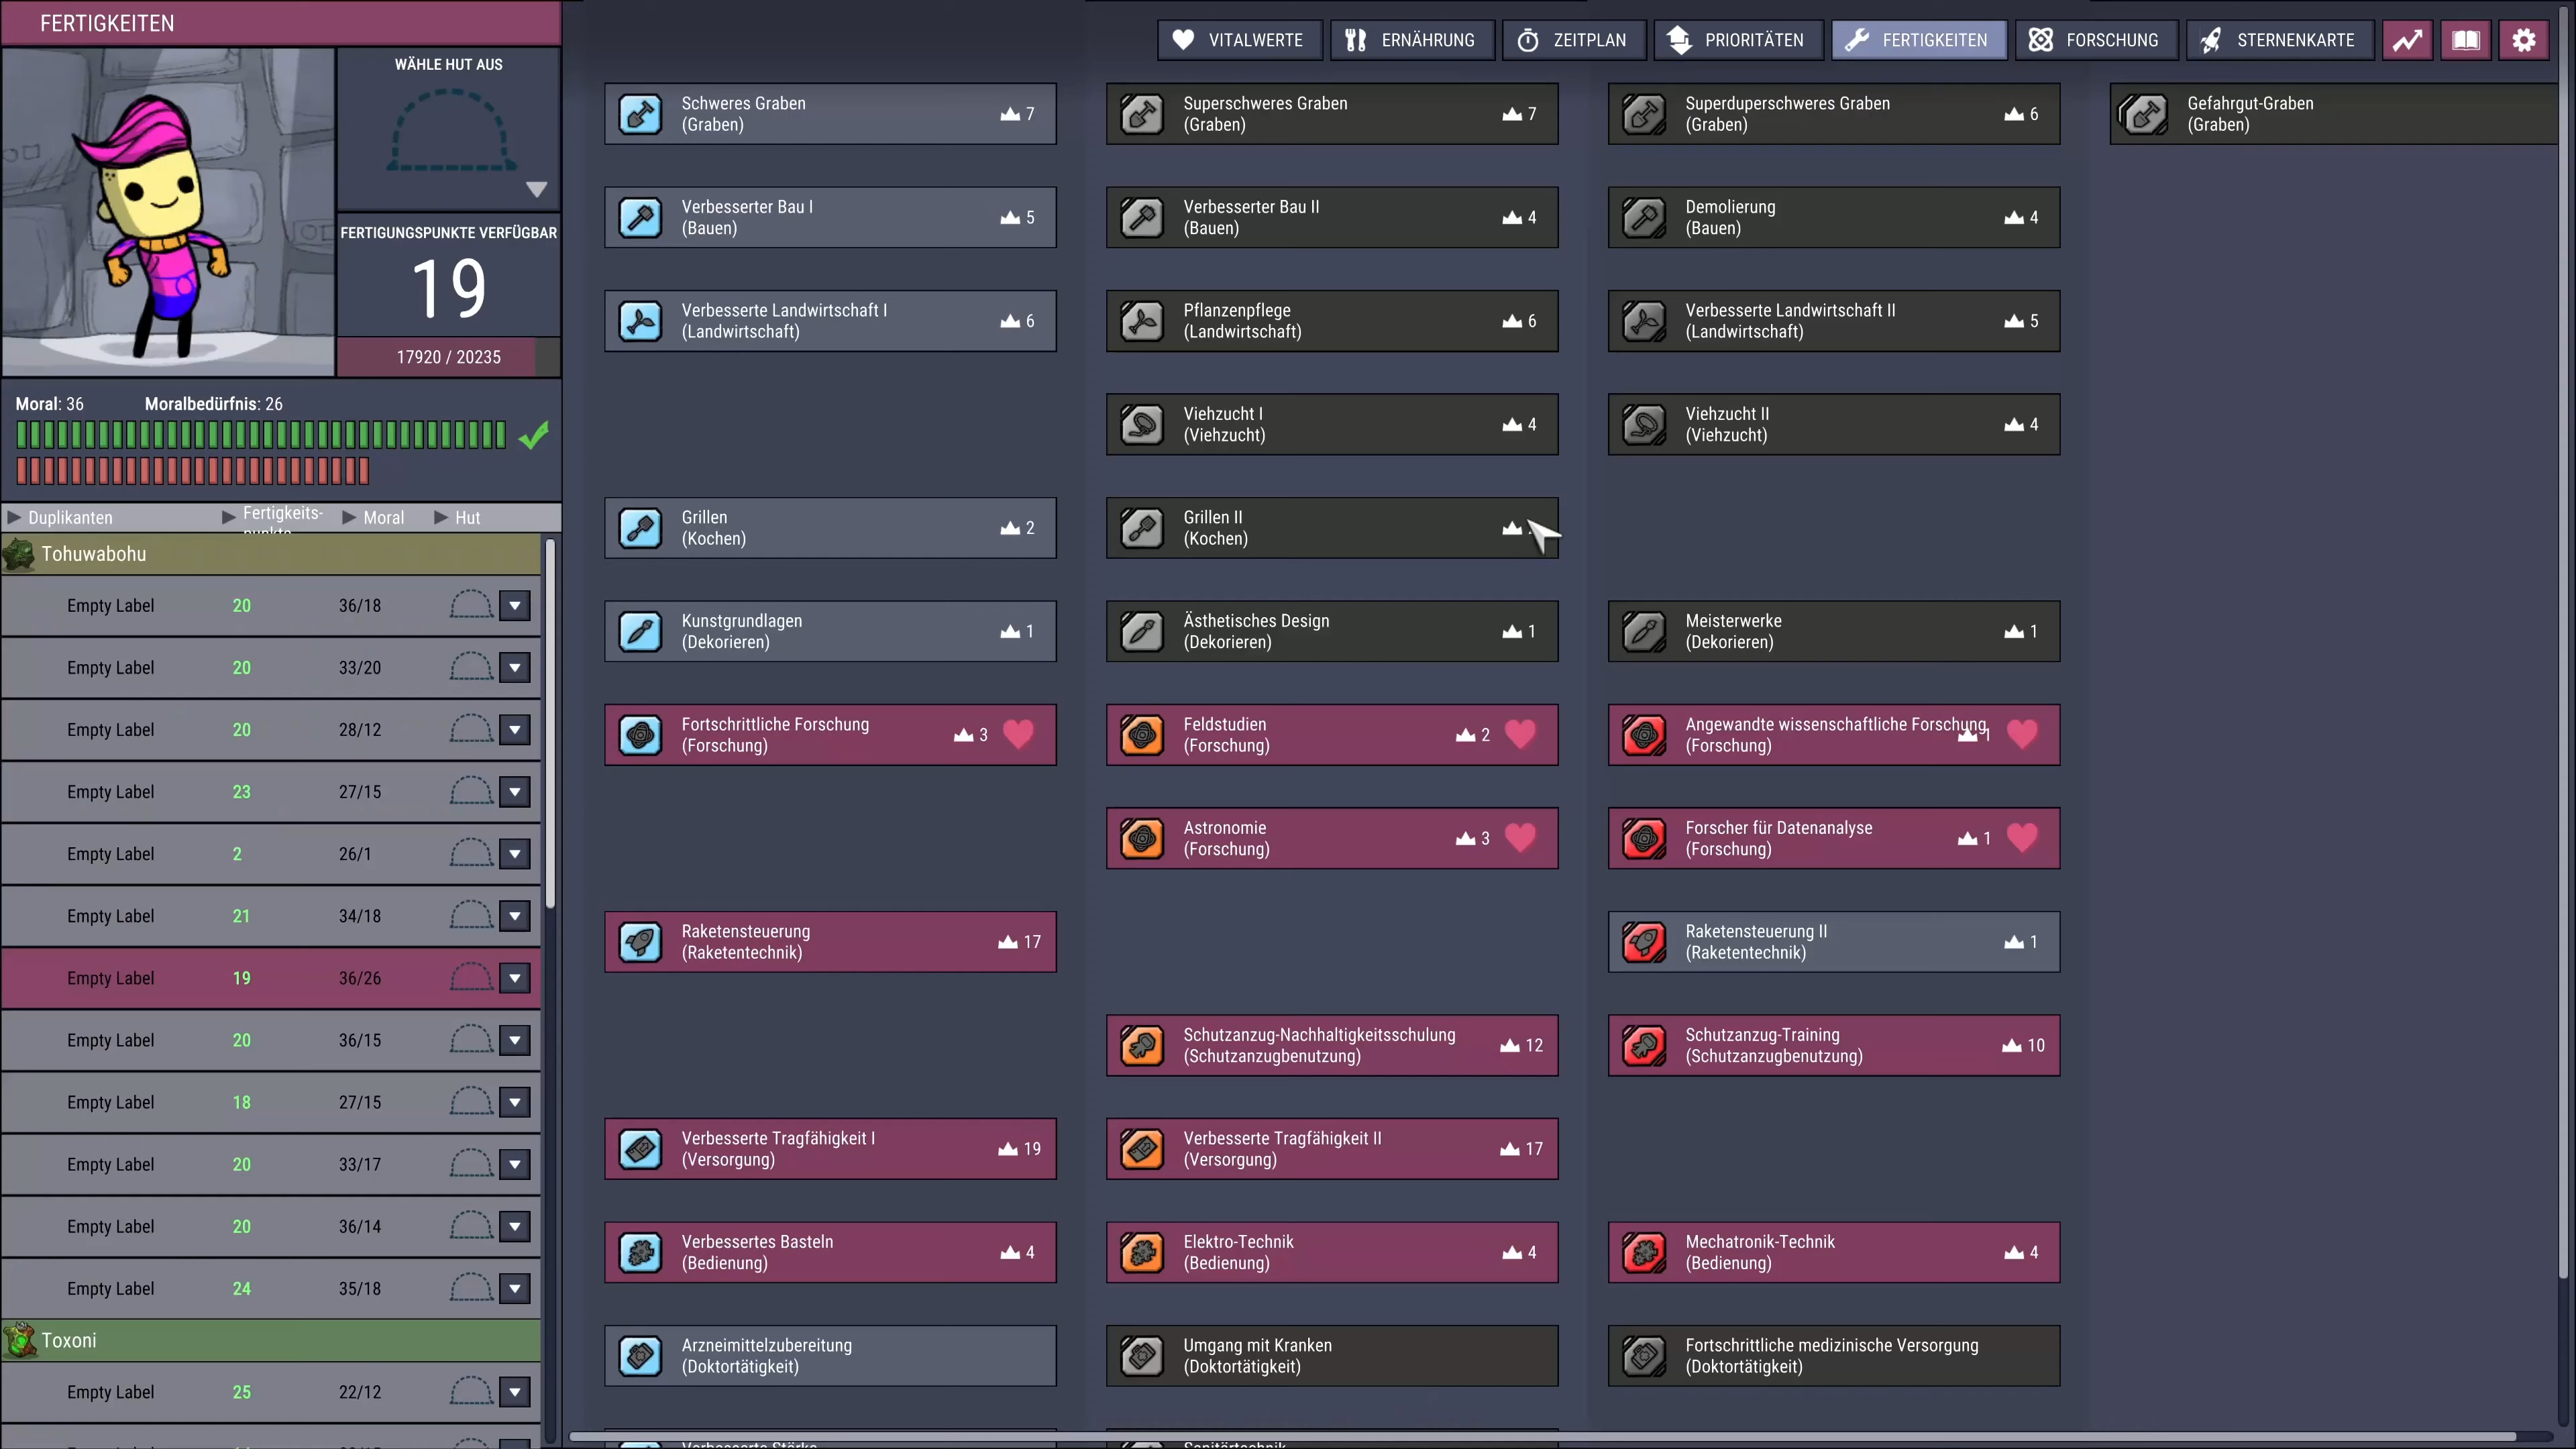 FERTIGKEITEN
VITALWERTE
ERNÄHRUNG
ZEITPLAN
PRIORITÄTEN
FERTIGKEITEN
FORSCHUNG
STERNENKARTE
WÄHLE HUT AUS
FERTIGUNGSPUNKTE VERFÜGBAR
19
17920 / 20235
Moral: 36
Moralbedürfnis: 26
Duplikanten
Fertigkeits-
punkte
Moral
Hut
Tohuwabohu
Empty Label 20 36/18
Empty Label 20 33/20
Empty Label 20 28/12
Empty Label 23 27/15
Empty Label 2 26/1
Empty Label 21 34/18
Empty Label 19 36/26
Empty Label 20 36/15
Empty Label 18 27/15
Empty Label 20 33/17
Empty Label 20 36/14
Empty Label 24 35/18
Toxoni
Empty Label 25 22/12
Schweres Graben
(Graben)
7
Superschweres Graben
(Graben)
7
Superduperschweres Graben
(Graben)
6
Gefahrgut-Graben
(Graben)
Verbesserter Bau I
(Bauen)
5
Verbesserter Bau II
(Bauen)
4
Demolierung
(Bauen)
4
Verbesserte Landwirtschaft I
(Landwirtschaft)
6
Pflanzenpflege
(Landwirtschaft)
6
Verbesserte Landwirtschaft II
(Landwirtschaft)
5
Viehzucht I
(Viehzucht)
4
Viehzucht II
(Viehzucht)
4
Grillen
(Kochen)
2
Grillen II
(Kochen)
Kunstgrundlagen
(Dekorieren)
1
Ästhetisches Design
(Dekorieren)
1
Meisterwerke
(Dekorieren)
1
Fortschrittliche Forschung
(Forschung)
3
Feldstudien
(Forschung)
2
Angewandte wissenschaftliche Forschung
(Forschung)
1
Astronomie
(Forschung)
3
Forscher für Datenanalyse
(Forschung)
1
Raketensteuerung
(Raketentechnik)
17
Raketensteuerung II
(Raketentechnik)
1
Schutzanzug-Nachhaltigkeitsschulung
(Schutzanzugbenutzung)
12
Schutzanzug-Training
(Schutzanzugbenutzung)
10
Verbesserte Tragfähigkeit I
(Versorgung)
19
Verbesserte Tragfähigkeit II
(Versorgung)
17
Verbessertes Basteln
(Bedienung)
4
Elektro-Technik
(Bedienung)
4
Mechatronik-Technik
(Bedienung)
4
Arzneimittelzubereitung
(Doktortätigkeit)
Umgang mit Kranken
(Doktortätigkeit)
Fortschrittliche medizinische Versorgung
(Doktortätigkeit)
Verbesserte Stärke
Sanitärtechnik